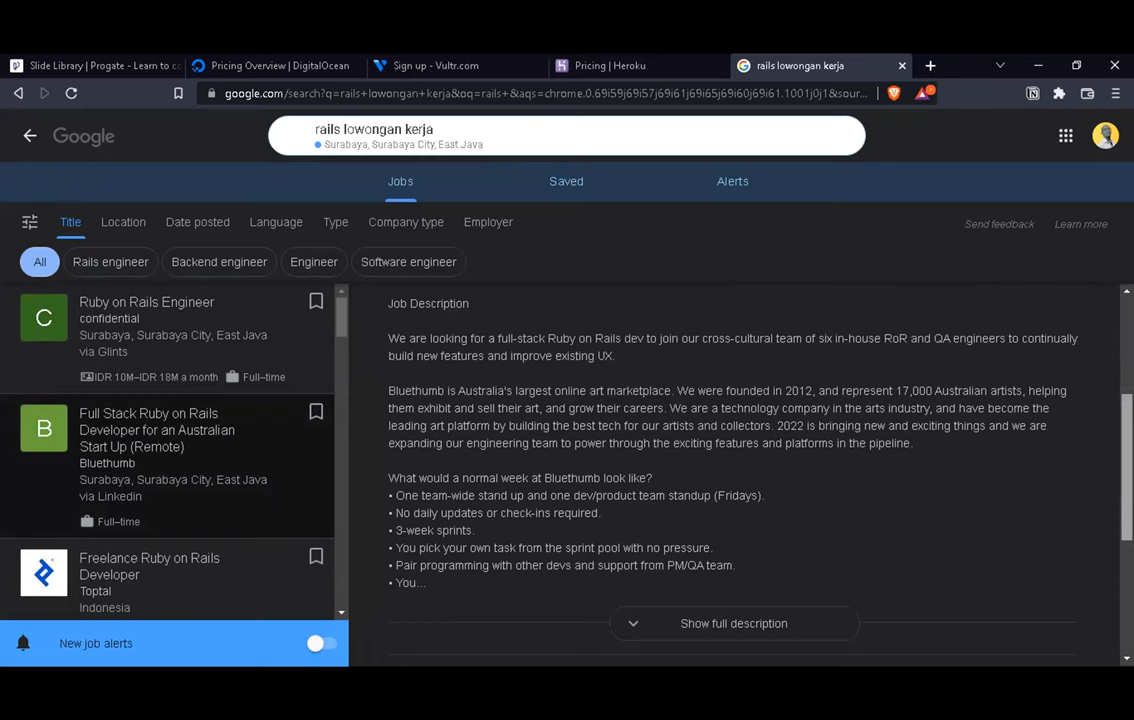 Slide Library | Progate - Learn to co
Pricing Overview | DigitalOcean
Sign up - Vultr.com
Pricing | Heroku
rails lowongan kerja
google.com/search?q=rails+lowongan+kerja&oq=rails+&aqs=chrome.0.69i59j69i57j69i61j69i65j69i60j69i61.1001j0j1&sour...
Google
rails lowongan kerja
Surabaya, Surabaya City, East Java
Jobs
Saved
Alerts
Title
Location
Date posted
Language
Type
Company type
Employer
Send feedback
Learn more
All
Rails engineer
Backend engineer
Engineer
Software engineer
C
Ruby on Rails Engineer
confidential
Surabaya, Surabaya City, East Java
via Glints
IDR 10M–IDR 18M a month
Full–time
B
Full Stack Ruby on Rails
Developer for an Australian
Start Up (Remote)
Bluethumb
Surabaya, Surabaya City, East Java
via Linkedin
Full–time
Freelance Ruby on Rails
Developer
Toptal
Indonesia
New job alerts
Job Description
We are looking for a full-stack Ruby on Rails dev to join our cross-cultural team of six in-house RoR and QA engineers to continually
build new features and improve existing UX.
Bluethumb is Australia's largest online art marketplace. We were founded in 2012, and represent 17,000 Australian artists, helping
them exhibit and sell their art, and grow their careers. We are a technology company in the arts industry, and have become the
leading art platform by building the best tech for our artists and collectors. 2022 is bringing new and exciting things and we are
expanding our engineering team to power through the exciting features and platforms in the pipeline.
What would a normal week at Bluethumb look like?
• One team-wide stand up and one dev/product team standup (Fridays).
• No daily updates or check-ins required.
• 3-week sprints.
• You pick your own task from the sprint pool with no pressure.
• Pair programming with other devs and support from PM/QA team.
• You...
Show full description